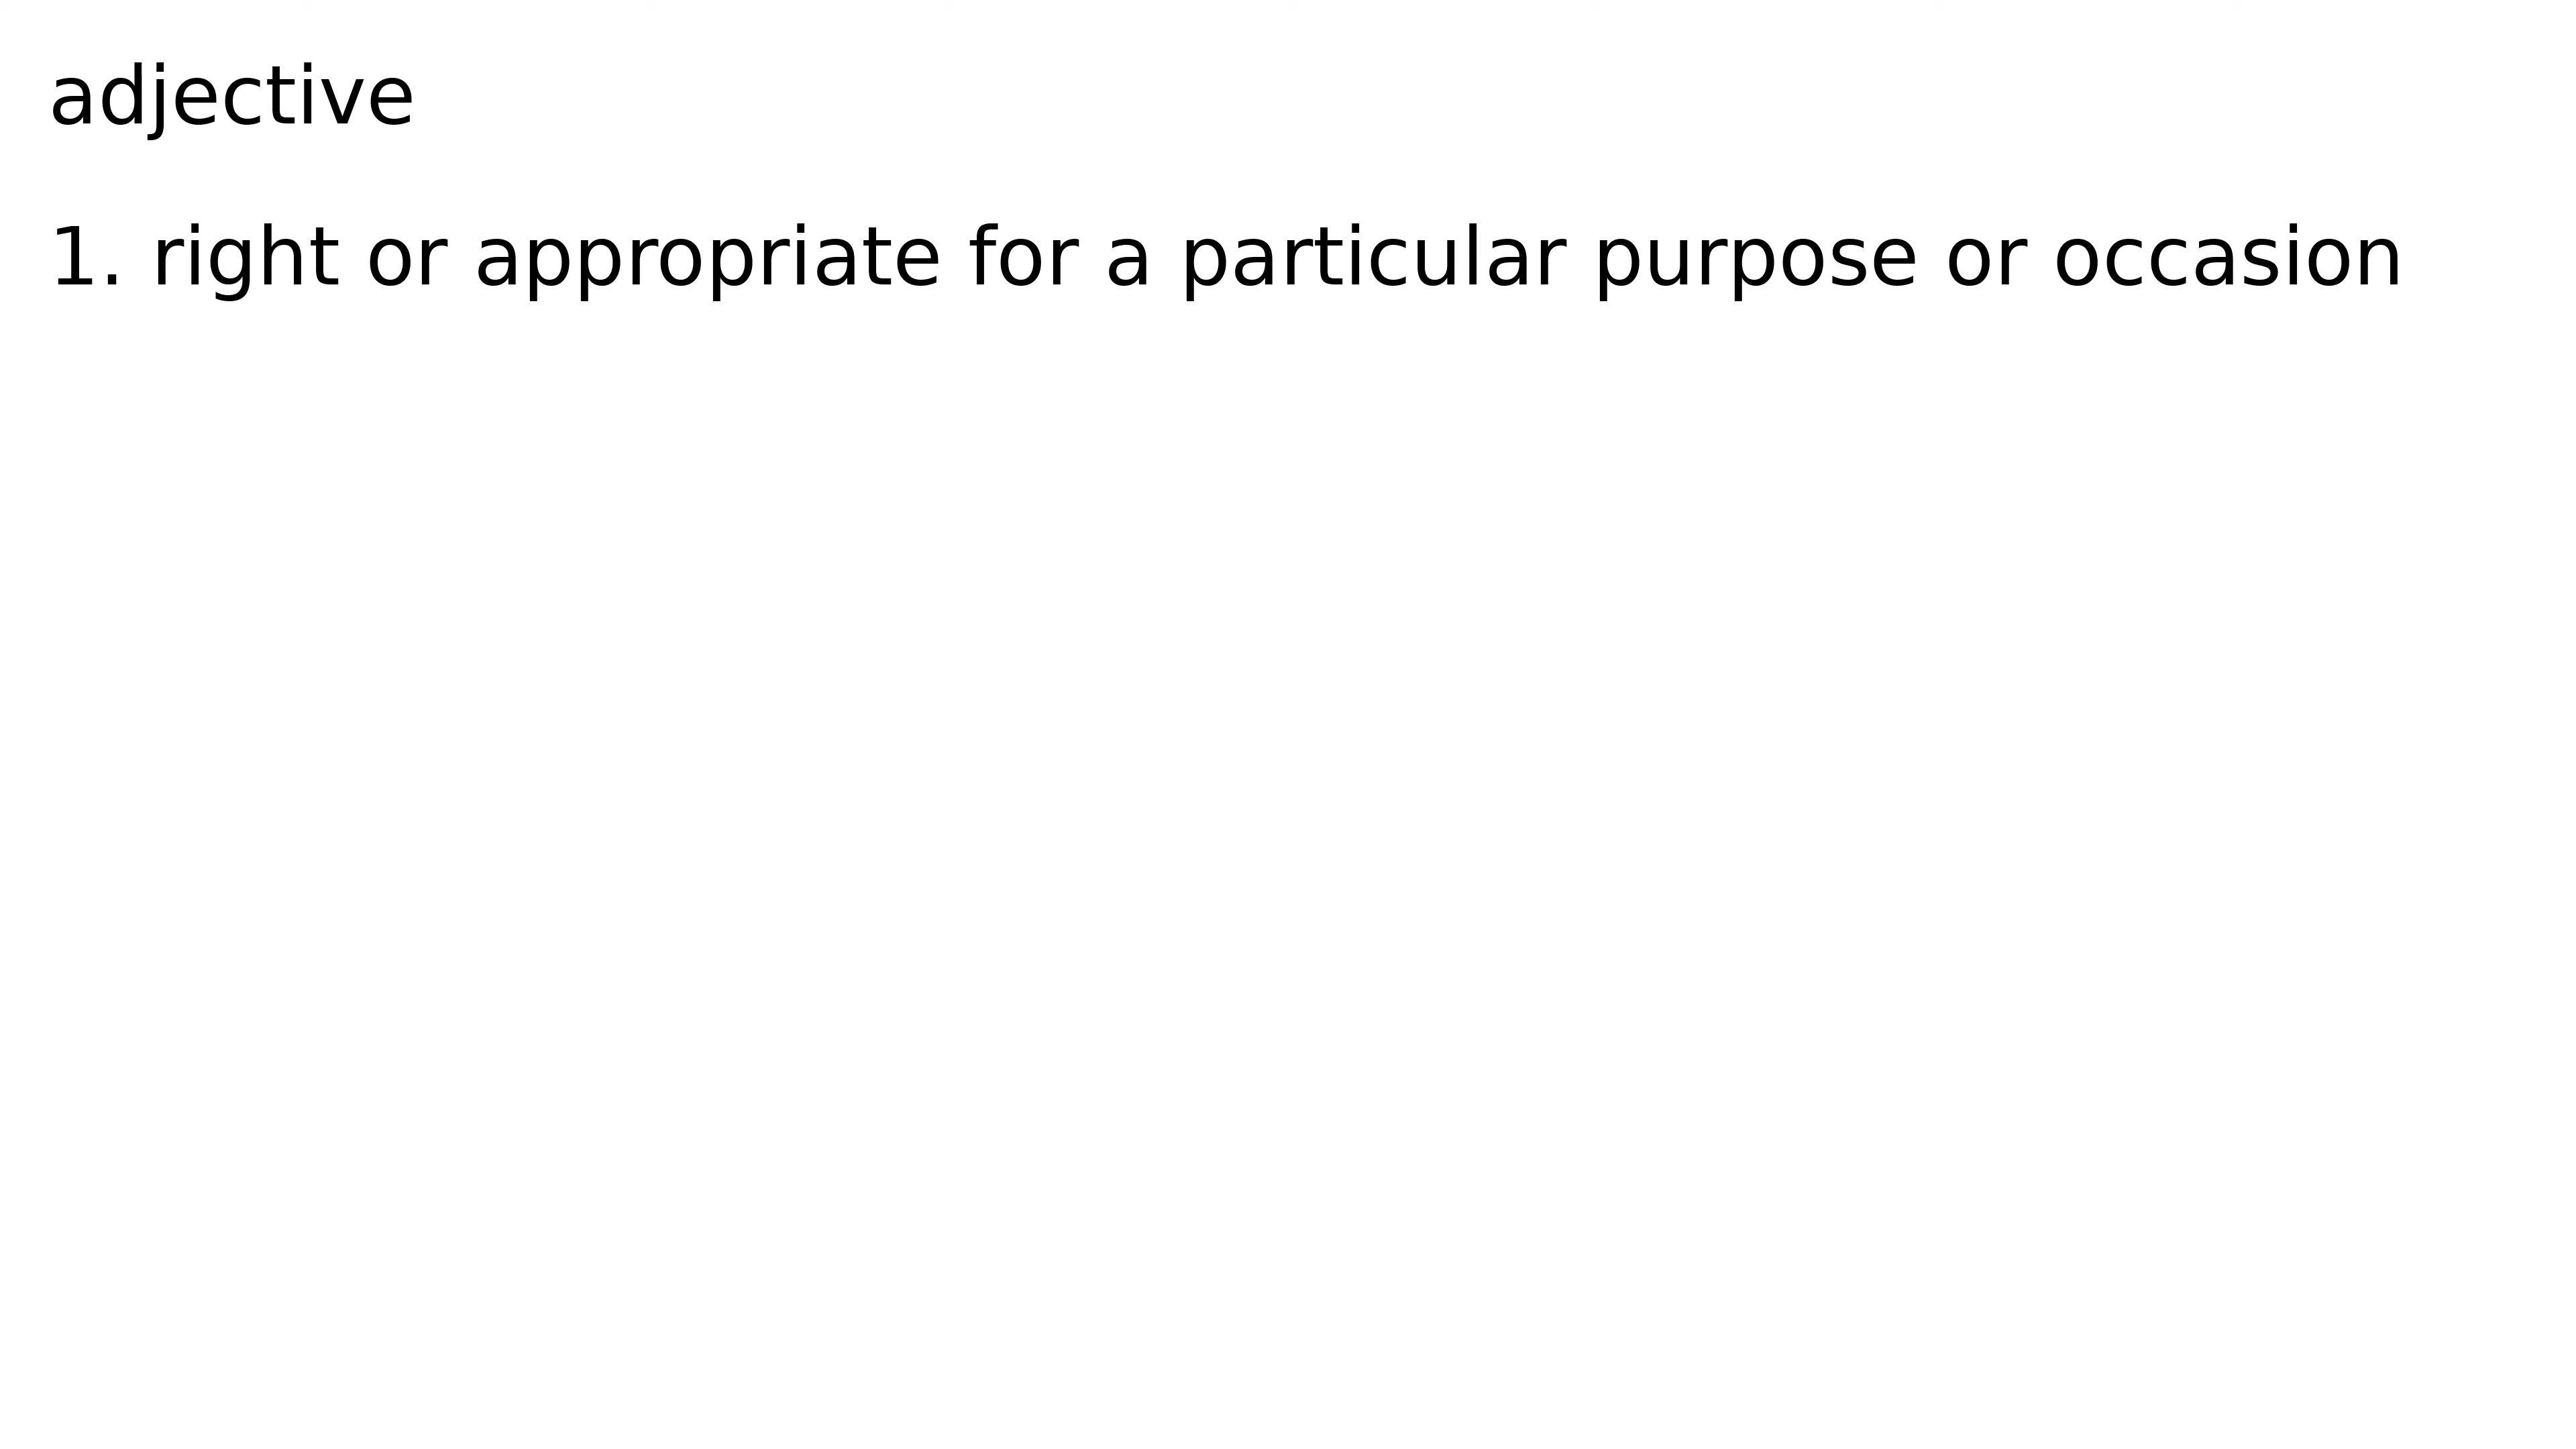 adjective
1. right or appropriate for a particular purpose or occasion